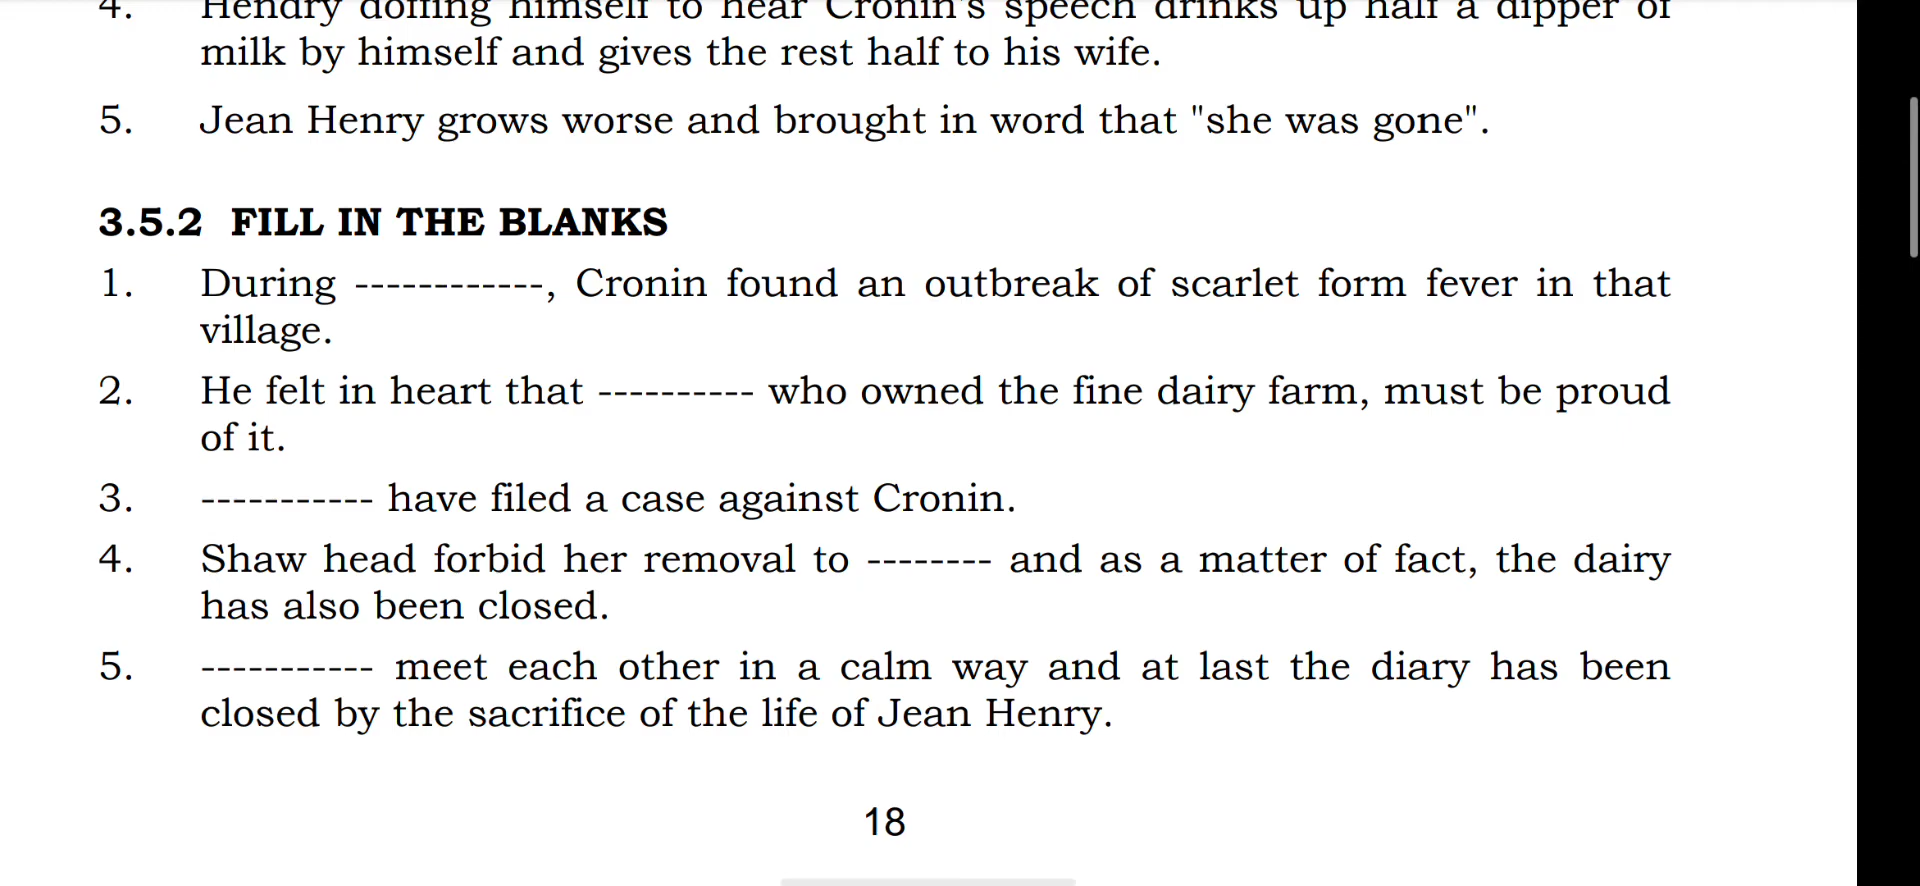 4. Hendry doffing himself to hear Cronin's speech drinks up half a dipper of
milk by himself and gives the rest half to his wife.
5. Jean Henry grows worse and brought in word that "she was gone".
3.5.2 FILL IN THE BLANKS
1. During ------------, Cronin found an outbreak of scarlet form fever in that
village.
2. He felt in heart that ---------- who owned the fine dairy farm, must be proud
of it.
3. ----------- have filed a case against Cronin.
4. Shaw head forbid her removal to -------- and as a matter of fact, the dairy
has also been closed.
5. ----------- meet each other in a calm way and at last the diary has been
closed by the sacrifice of the life of Jean Henry.
18